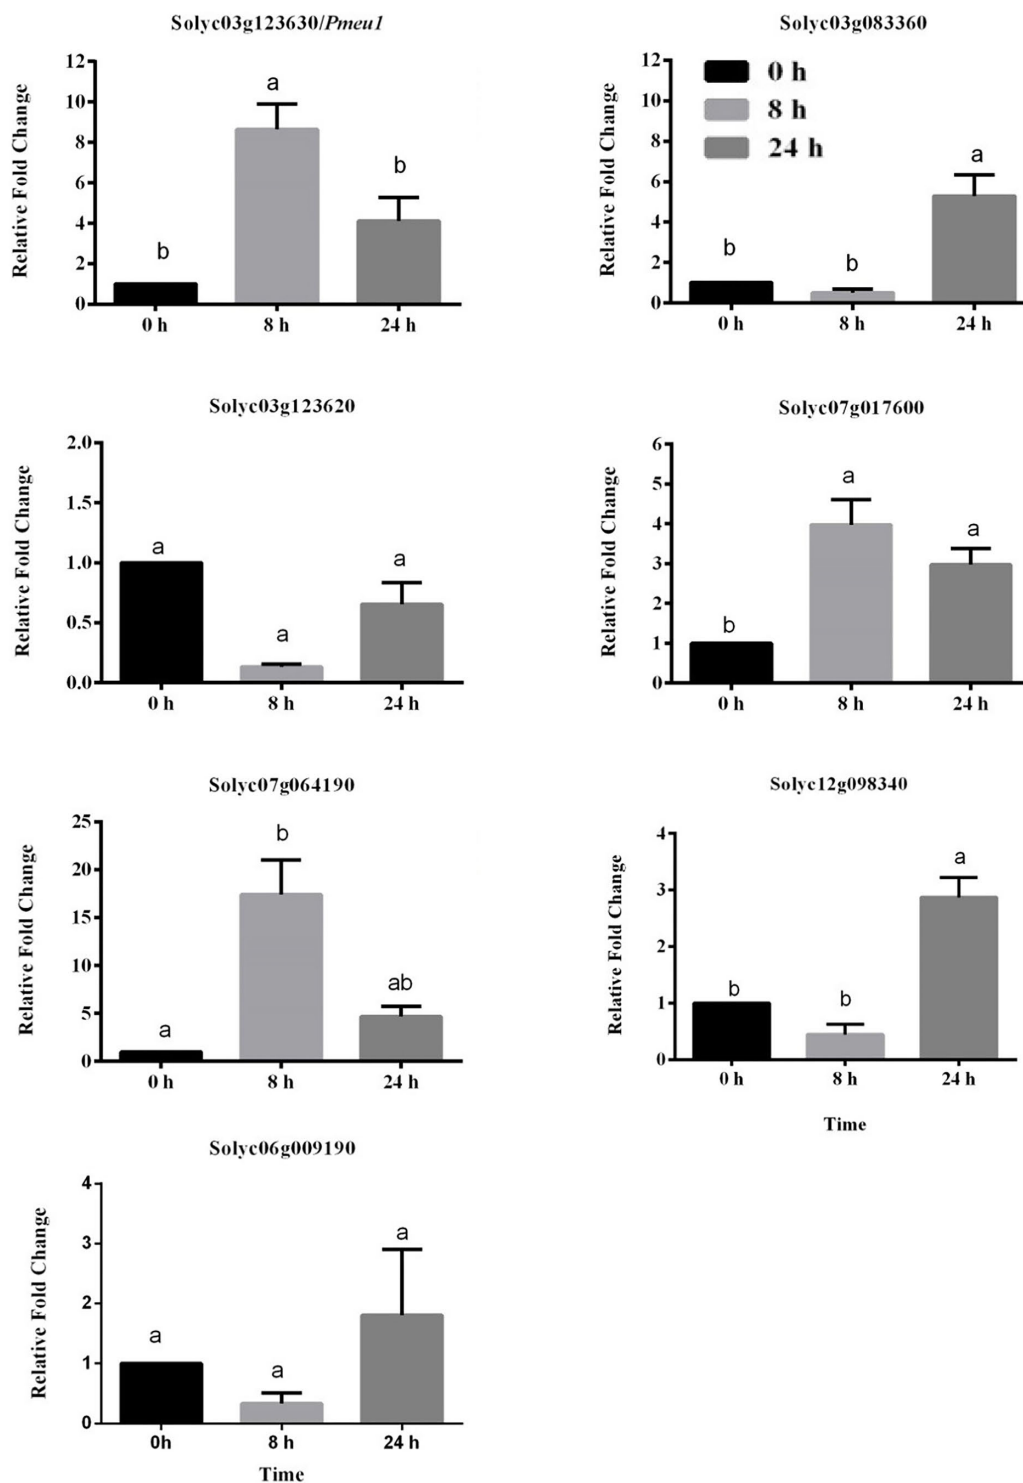 Solyc03g123630/Pmeu1
Relative Fold Change
12
10
8
6
4
2
0
b
a
b
0 h
8 h
24 h
Solyc03g083360
Relative Fold Change
12
10
8
6
4
2
0
0 h
8 h
24 h
b
b
a
0 h
8 h
24 h
Solyc03g123620
Relative Fold Change
2.0
1.5
1.0
0.5
0.0
a
a
a
0 h
8 h
24 h
Solyc07g017600
Relative Fold Change
6
5
4
3
2
1
0
b
a
a
0 h
8 h
24 h
Solyc07g064190
Relative Fold Change
25
20
15
10
5
0
a
b
ab
0 h
8 h
24 h
Solyc12g098340
Relative Fold Change
4
3
2
1
0
b
b
a
0 h
8 h
24 h
Time
Solyc06g009190
Relative Fold Change
4
3
2
1
0
a
a
a
0h
8 h
24 h
Time